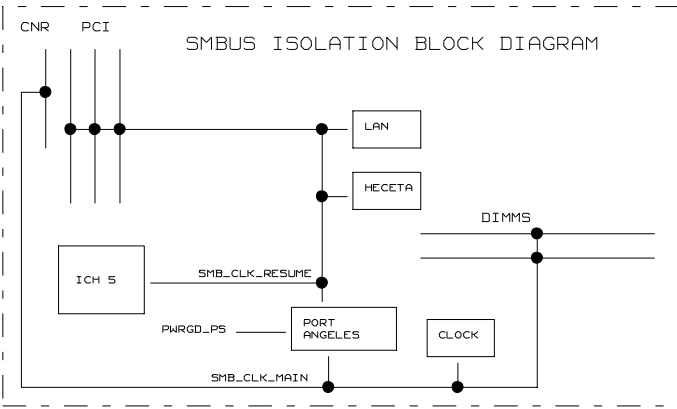 CNR PCI
SMBUS ISOLATION BLOCK DIAGRAM
LAN
HECETA
DIMMS
ICH 5
SMB_CLK_RESUME
PWRGD_PS
PORT
ANGELES
CLOCK
SMB_CLK_MAIN